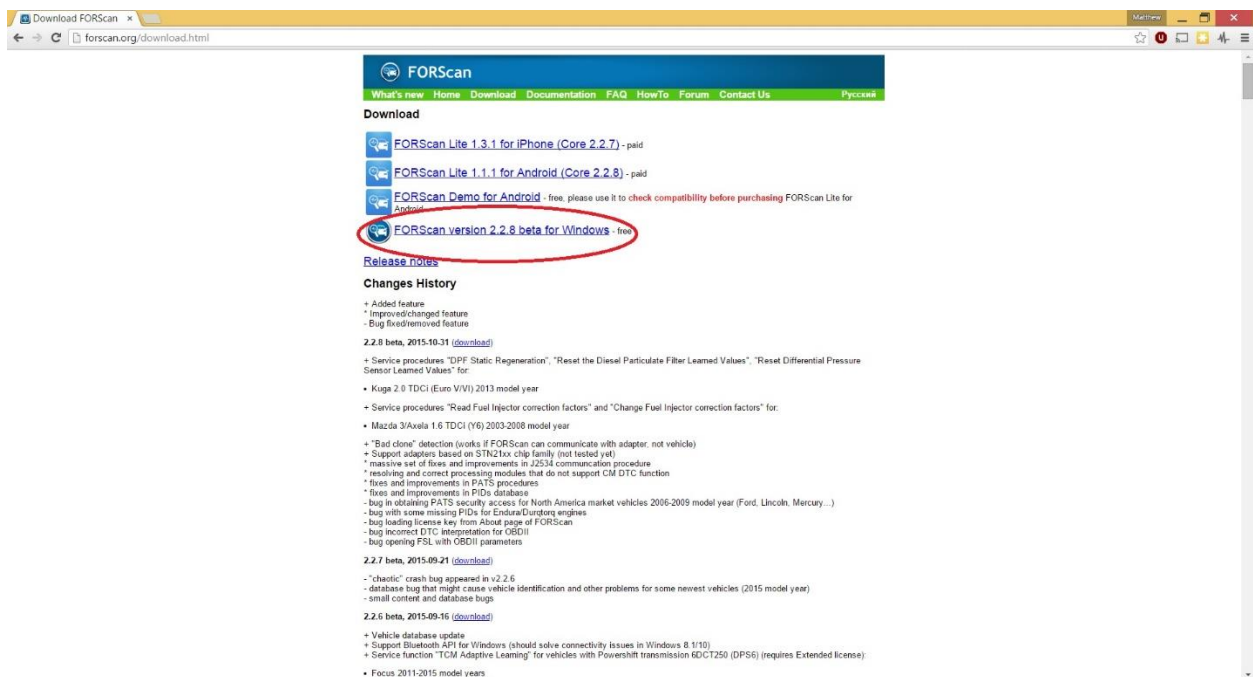 Download FORScan
Matthew
forscan.org/download.html
FORScan
What's new Home Download Documentation FAQ HowTo Forum Contact Us Русский
Download
FORScan Lite 1.3.1 for iPhone (Core 2.2.7) - paid
FORScan Lite 1.1.1 for Android (Core 2.2.8) - paid
FORScan Demo for Android - free, please use it to check compatibility before purchasing FORScan Lite for
Android
FORScan version 2.2.8 beta for Windows - free
Release notes
Changes History
+ Added feature
* Improved/changed feature
- Bug fixed/removed feature
2.2.8 beta, 2015-10-31 (download)
+ Service procedures "DPF Static Regeneration", "Reset the Diesel Particulate Filter Learned Values", "Reset Differential Pressure
Sensor Learned Values" for:
• Kuga 2.0 TDCi (Euro V/VI) 2013 model year
+ Service procedures "Read Fuel Injector correction factors" and "Change Fuel Injector correction factors" for:
• Mazda 3/Axela 1.6 TDCI (Y6) 2003-2008 model year
+ "Bad clone" detection (works if FORScan can communicate with adapter, not vehicle)
+ Support adapters based on STN21xx chip family (not tested yet)
* massive set of fixes and improvements in J2534 communcation procedure
* resolving and correct processing modules that do not support CM DTC function
* fixes and improvements in PATS procedures
* fixes and improvements in PIDs database
- bug in obtaining PATS security access for North America market vehicles 2006-2009 model year (Ford, Lincoln, Mercury...)
- bug with some missing PIDs for Endura/Durqtorq engines
- bug loading license key from About page of FORScan
- bug incorrect DTC interpretation for OBDII
- bug opening FSL with OBDII parameters
2.2.7 beta, 2015-09-21 (download)
- "chaotic" crash bug appeared in v2.2.6
- database bug that might cause vehicle identification and other problems for some newest vehicles (2015 model year)
- small content and database bugs
2.2.6 beta, 2015-09-16 (download)
+ Vehicle database update
+ Support Bluetooth API for Windows (should solve connectivity issues in Windows 8.1/10)
+ Service function "TCM Adaptive Learning" for vehicles with Powershift transmission 6DCT250 (DPS6) (requires Extended license):
• Focus 2011-2015 model years